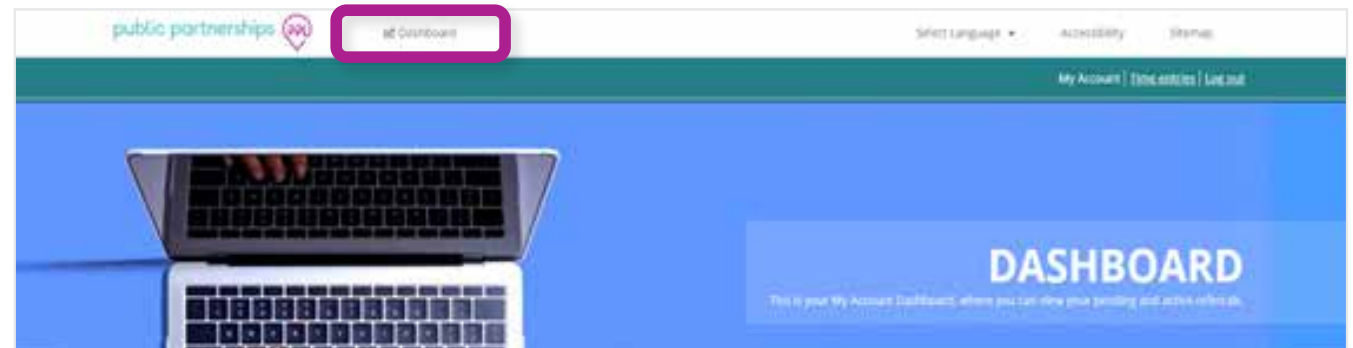 public partnerships ppl
Dashboard
Select Language
Accessibility
Sitemap
My Account | Time entries | Log out
DASHBOARD
This is your My Account Dashboard, where you can view your pending and active referrals.